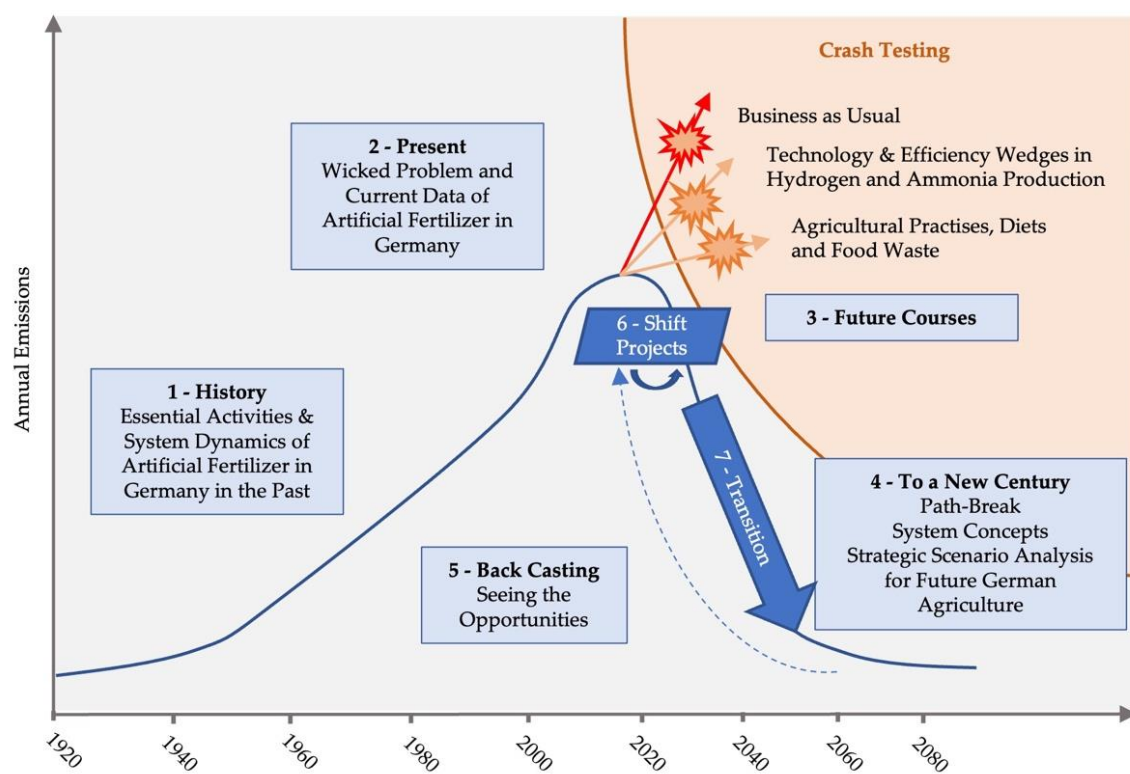 Crash Testing
Business as Usual
Technology & Efficiency Wedges in
Hydrogen and Ammonia Production
Agricultural Practises, Diets
and Food Waste
2 - Present
Wicked Problem and
Current Data of
Artificial Fertilizer in
Germany
3 - Future Courses
6 - Shift
Projects
1 - History
Essential Activities &
System Dynamics of
Artificial Fertilizer in
Germany in the Past
7 - Transition
4 - To a New Century
Path-Break
System Concepts
Strategic Scenario Analysis
for Future German
Agriculture
5 - Back Casting
Seeing the
Opportunities
Annual Emissions
1920
1940
1960
1980
2000
2020
2040
2060
2080